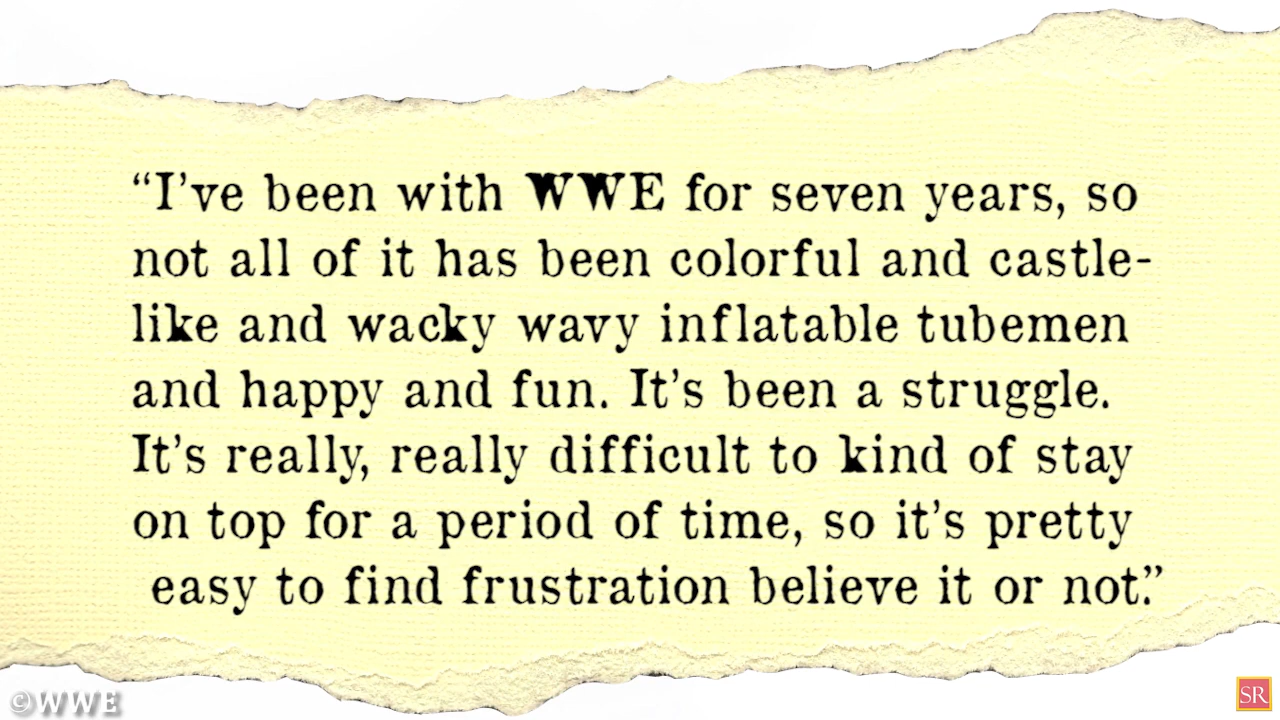 “I’ve been with WWE for seven years, so
not all of it has been colorful and castle-
like and wacky wavy inflatable tubemen
and happy and fun. It’s been a struggle.
It’s really, really difficult to kind of stay
on top for a period of time, so it’s pretty
easy to find frustration believe it or not.”
©WWE
SR